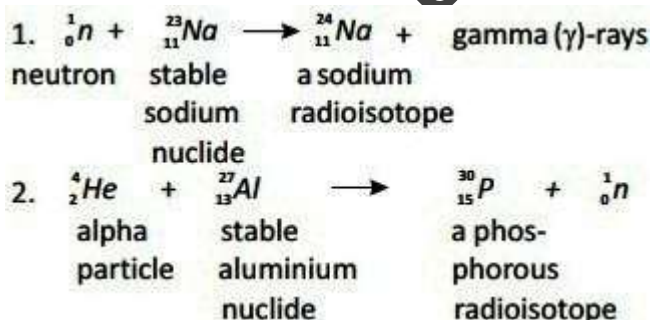 1. ¹₀n + ²³₁₁Na ⟶ ²⁴₁₁Na + gamma (γ)-rays
neutron stable a sodium
sodium radioisotope
nuclide
2. ⁴₂He + ²⁷₁₃Al ⟶ ³⁰₁₅P + ¹₀n
alpha stable a phos-
particle aluminium phorous
nuclide radioisotope